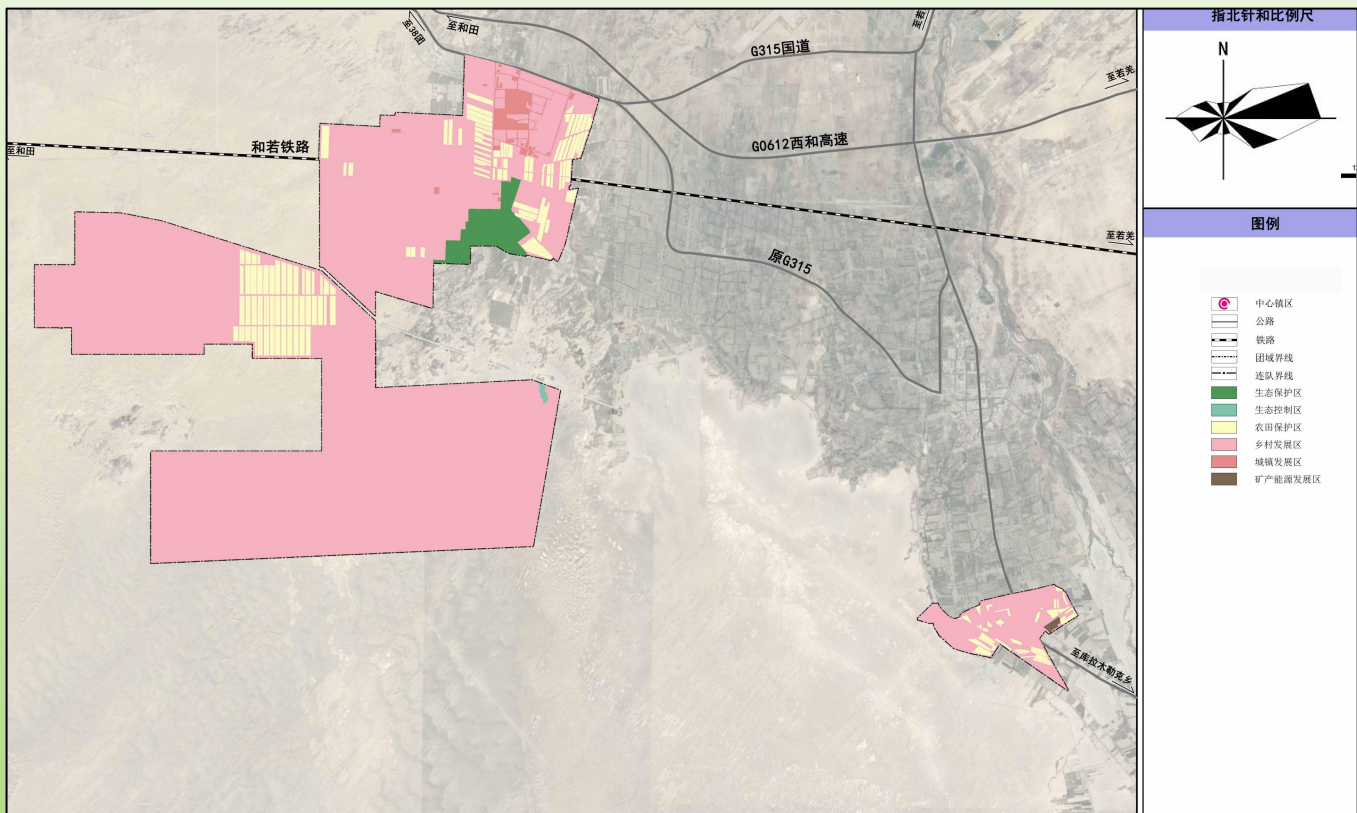 至38团
至和田
至若
G315国道
至若羌
G0612西和高速
和若铁路
至和田
至若羌
原G315
至库拉木勒克乡
指北针和比例尺
N
1
图例
中心镇区
公路
铁路
团域界线
连队界线
生态保护区
生态控制区
农田保护区
乡村发展区
城镇发展区
矿产能源发展区